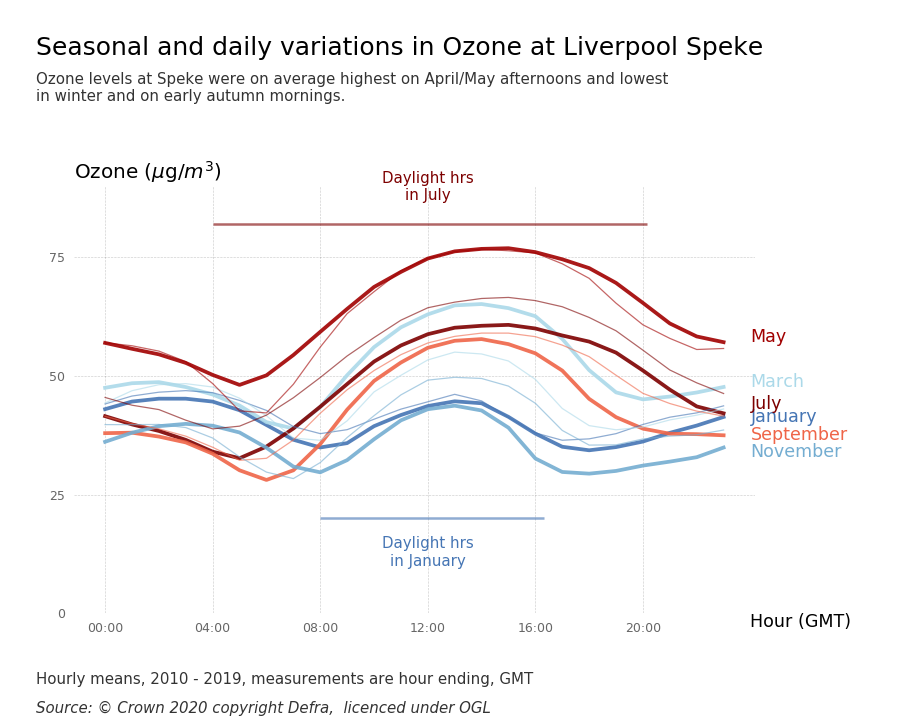 Seasonal and daily variations in Ozone at Liverpool Speke
Ozone levels at Speke were on average highest on April/May afternoons and lowest
in winter and on early autumn mornings.
Ozone (μg/m³)
Daylight hrs
in July
75
50
25
0
May
March
July
January
September
November
Daylight hrs
in January
00:00 04:00 08:00 12:00 16:00 20:00
Hour (GMT)
Hourly means, 2010 - 2019, measurements are hour ending, GMT
Source: © Crown 2020 copyright Defra,  licenced under OGL